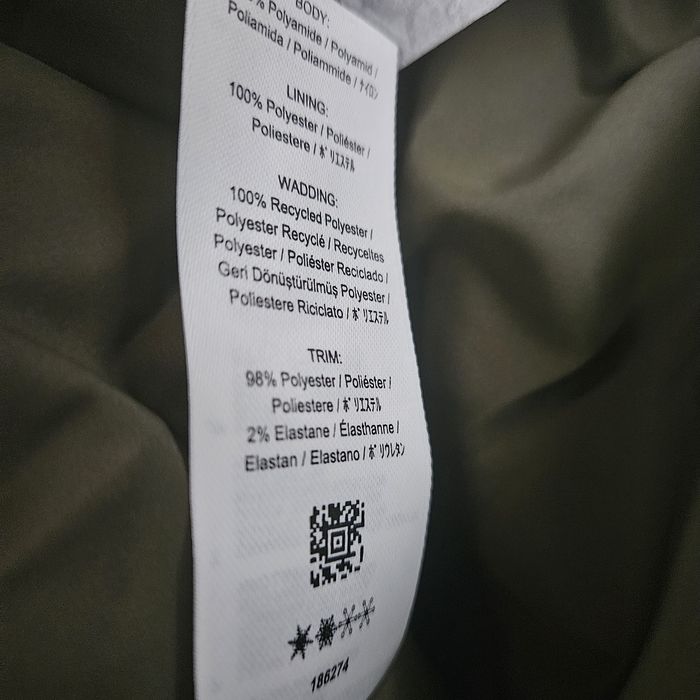 BODY:
% Polyamide / Polyamid /
Poliamida / Poliammide / ﾅｲﾛﾝ
LINING:
100% Polyester / Poliéster /
Poliestere / ﾎﾟﾘｴｽﾃﾙ
WADDING:
100% Recycled Polyester /
Polyester Recyclé / Recyceltes
Polyester / Poliéster Reciclado /
Geri Dönüştürülmüş Polyester /
Poliestere Riciclato / ﾎﾟﾘｴｽﾃﾙ
TRIM:
98% Polyester / Poliéster /
Poliestere / ﾎﾟﾘｴｽﾃﾙ
2% Elastane / Élasthanne /
Elastan / Elastano / ﾎﾟﾘｳﾚﾀﾝ
186274